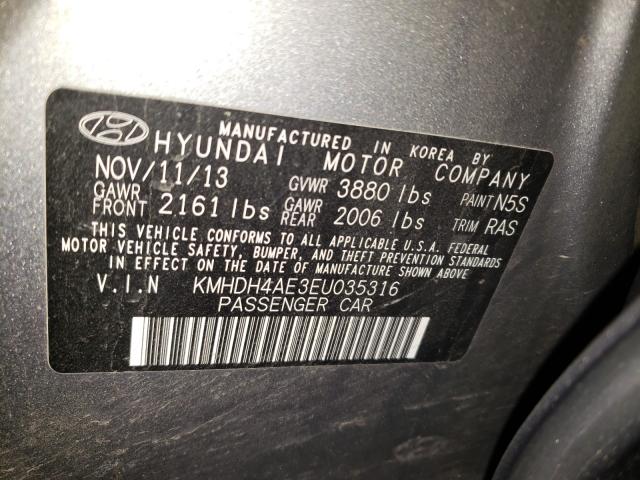 MANUFACTURED IN KOREA BY
HYUNDAI MOTOR COMPANY
NOV/11/13 GVWR 3880 lbs PAINT N5S
GAWR FRONT 2161 lbs GAWR REAR 2006 lbs TRIM RAS
THIS VEHICLE CONFORMS TO ALL APPLICABLE U.S.A. FEDERAL
MOTOR VEHICLE SAFETY, BUMPER, AND THEFT PREVENTION STANDARDS
IN EFFECT ON THE DATE OF MANUFACTURE SHOWN ABOVE
V.I.N KMHDH4AE3EU035316
PASSENGER CAR